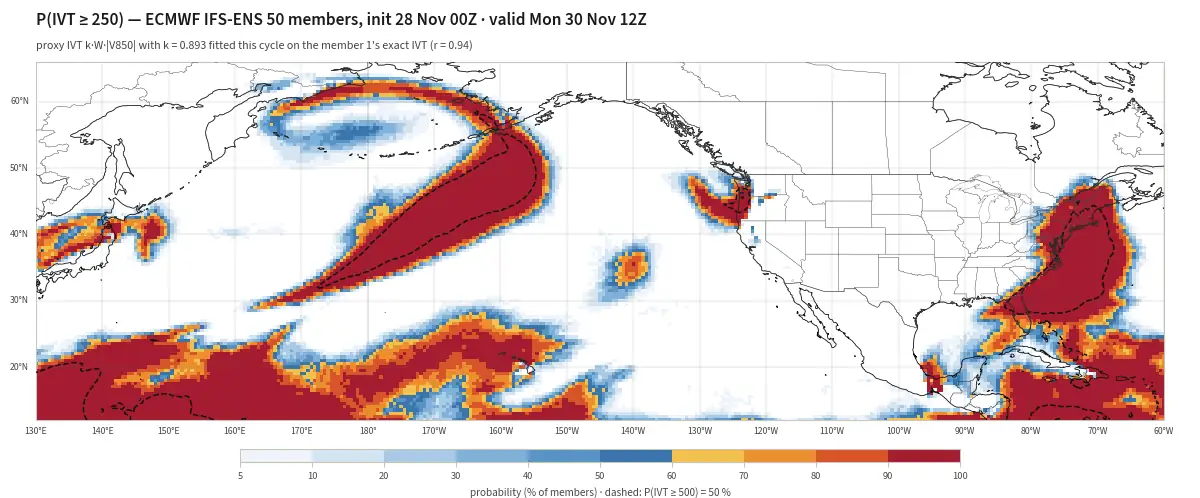 P(IVT ≥ 250) — ECMWF IFS-ENS 50 members, init 28 Nov 00Z · valid Mon 30 Nov 12Z
proxy IVT k·W·|V850| with k = 0.893 fitted this cycle on the member 1's exact IVT (r = 0.94)
60°N
50°N
40°N
30°N
20°N
130°E 140°E 150°E 160°E 170°E 180° 170°W 160°W 150°W 140°W 130°W 120°W 110°W 100°W 90°W 80°W 70°W 60°W
5 10 20 30 40 50 60 70 80 90 100
probability (% of members) · dashed: P(IVT ≥ 500) = 50 %